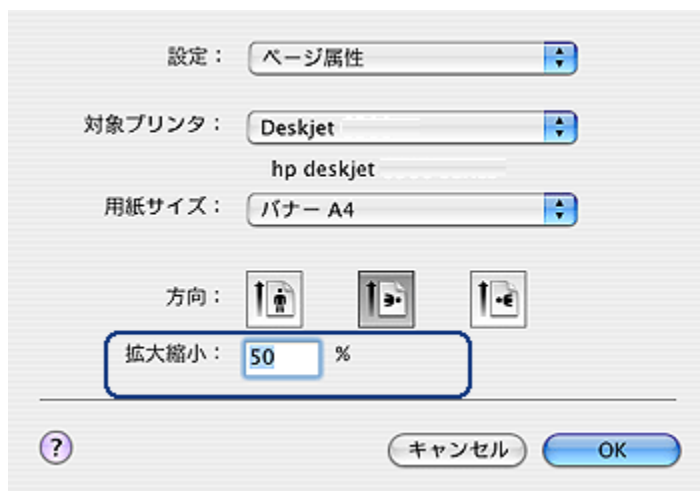 設定： ページ属性
対象プリンタ： Deskjet
hp deskjet
用紙サイズ： バナー A4
方向：
拡大縮小： 50 %
? キャンセル OK